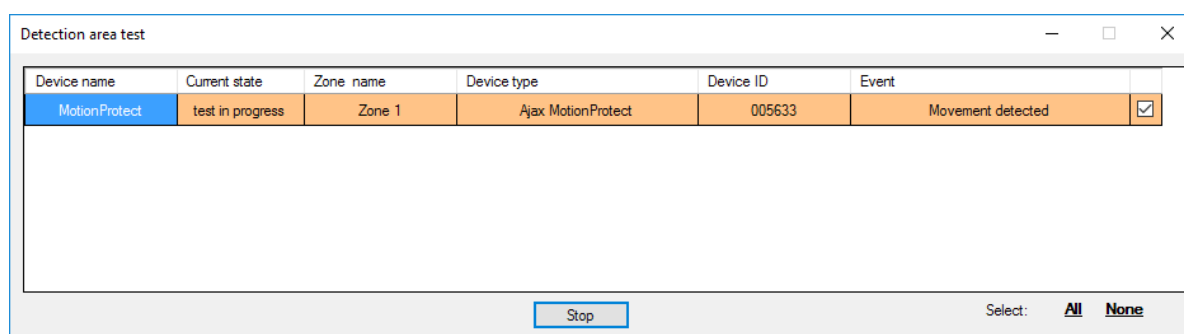 Detection area test
Device name Current state Zone name Device type Device ID Event
MotionProtect test in progress Zone 1 Ajax MotionProtect 005633 Movement detected
Stop Select: All None